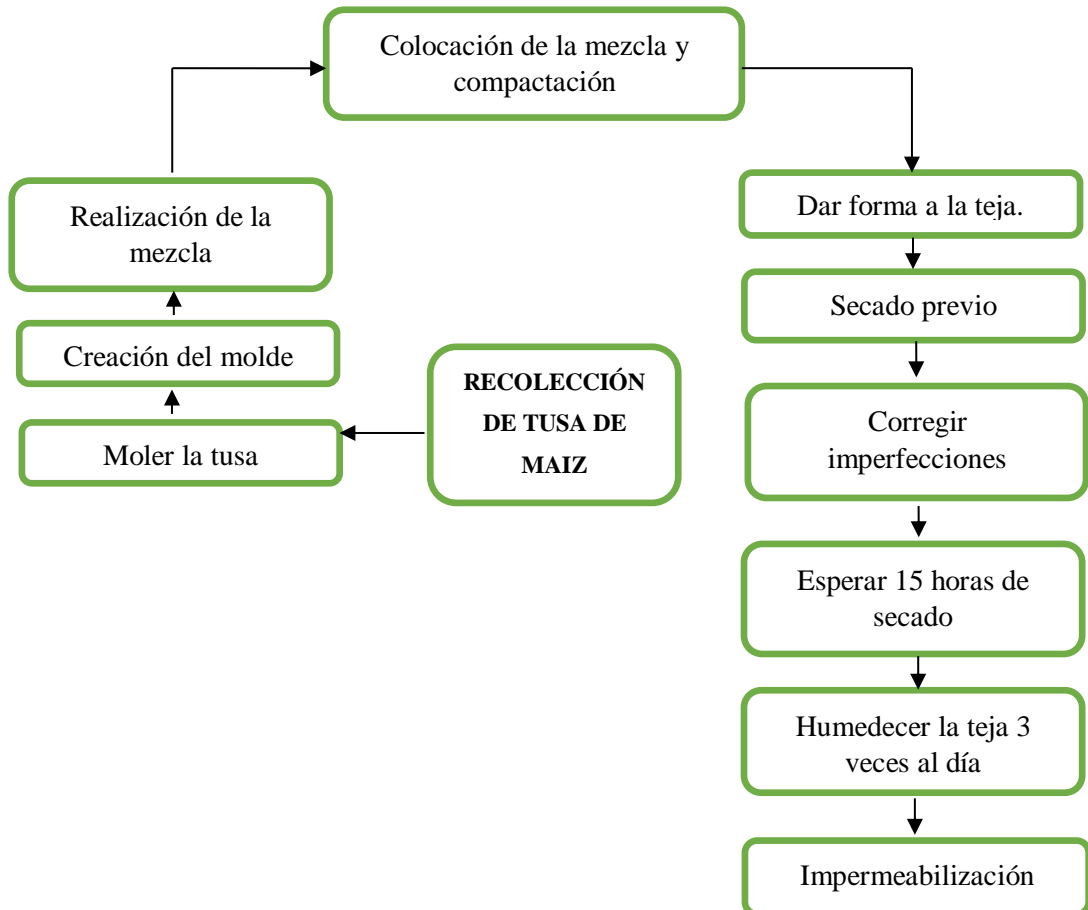 Colocación de la mezcla y
compactación
Realización de la
mezcla
Creación del molde
Moler la tusa
RECOLECCIÓN
DE TUSA DE
MAIZ
Dar forma a la teja.
Secado previo
Corregir
imperfecciones
Esperar 15 horas de
secado
Humedecer la teja 3
veces al día
Impermeabilización